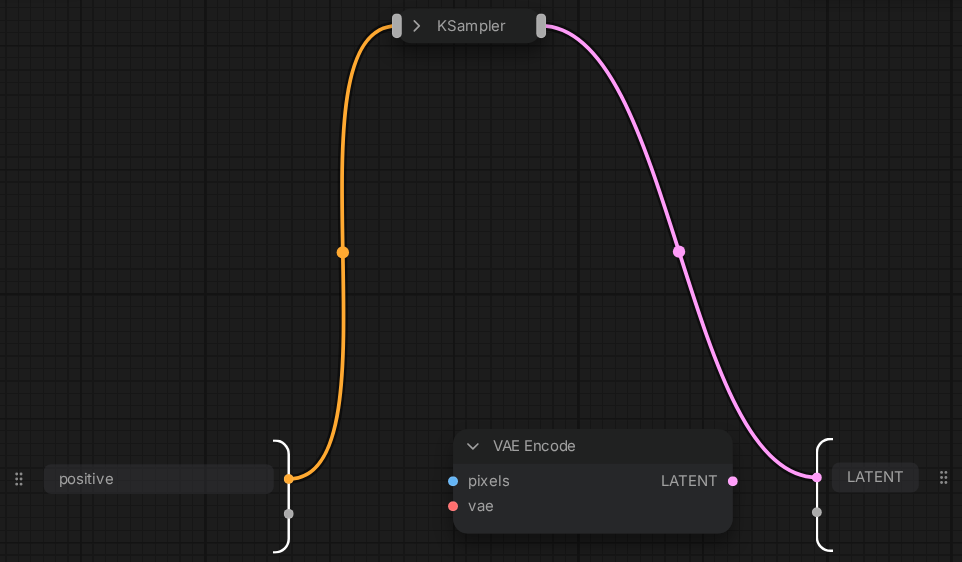 KSampler
VAE Encode
positive
pixels
LATENT
LATENT
vae